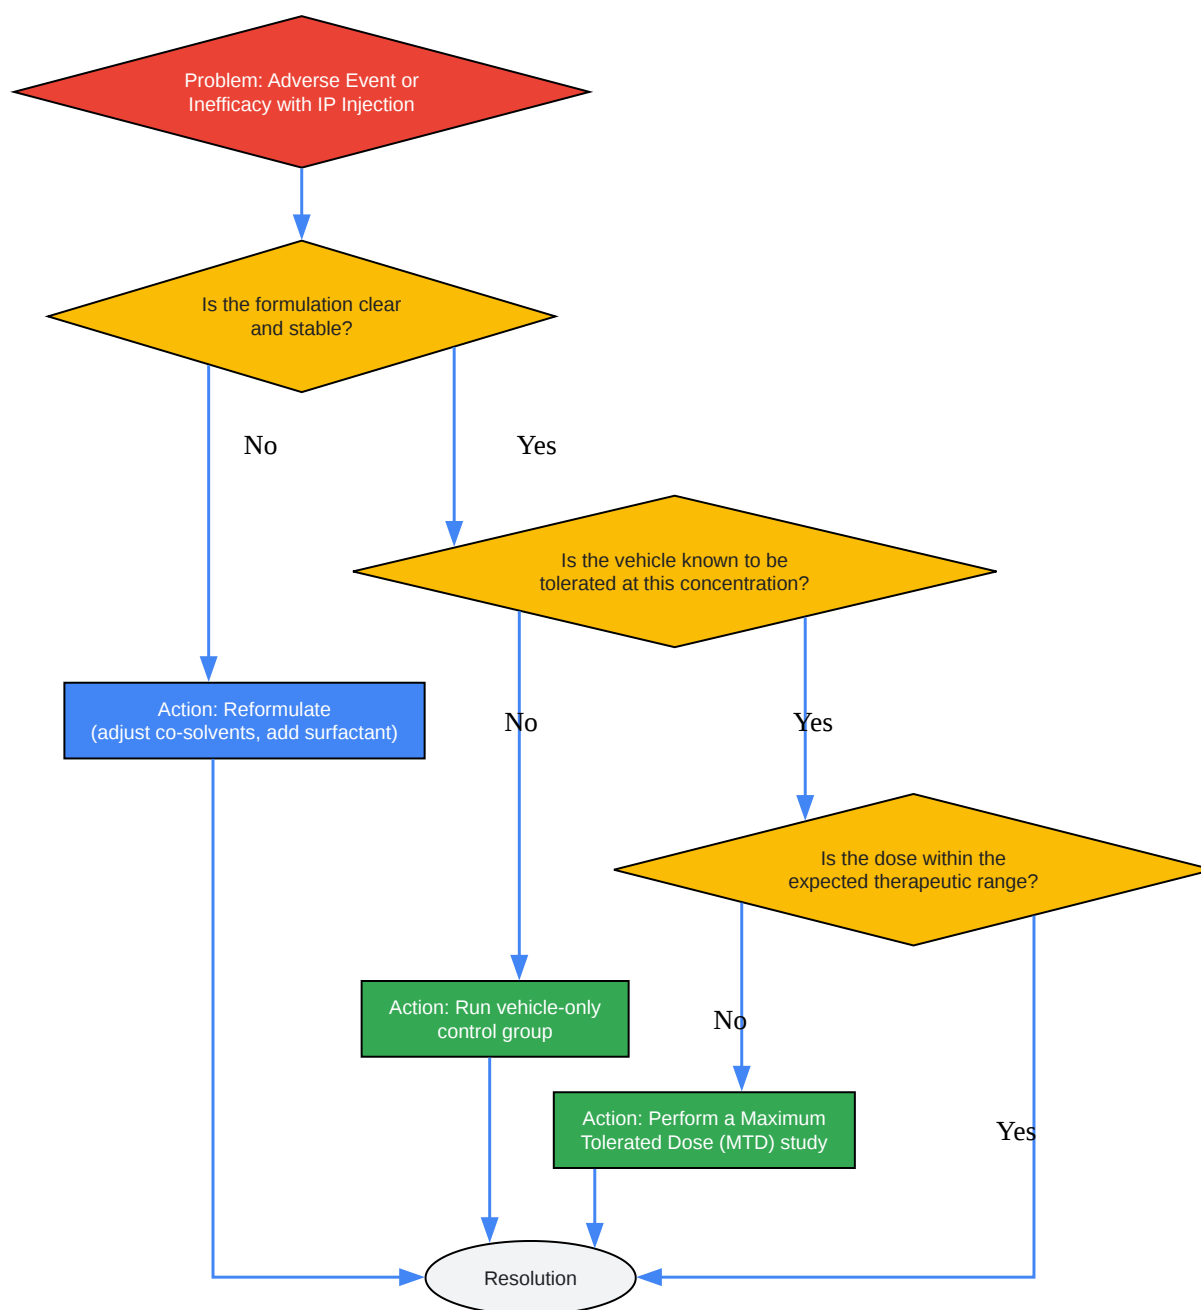 Problem: Adverse Event or
Inefficacy with IP Injection
Is the formulation clear
and stable?
No
Yes
Is the vehicle known to be
tolerated at this concentration?
Action: Reformulate
(adjust co-solvents, add surfactant)
No
Yes
Is the dose within the
expected therapeutic range?
Action: Run vehicle-only
control group
No
Action: Perform a Maximum
Tolerated Dose (MTD) study
Yes
Resolution